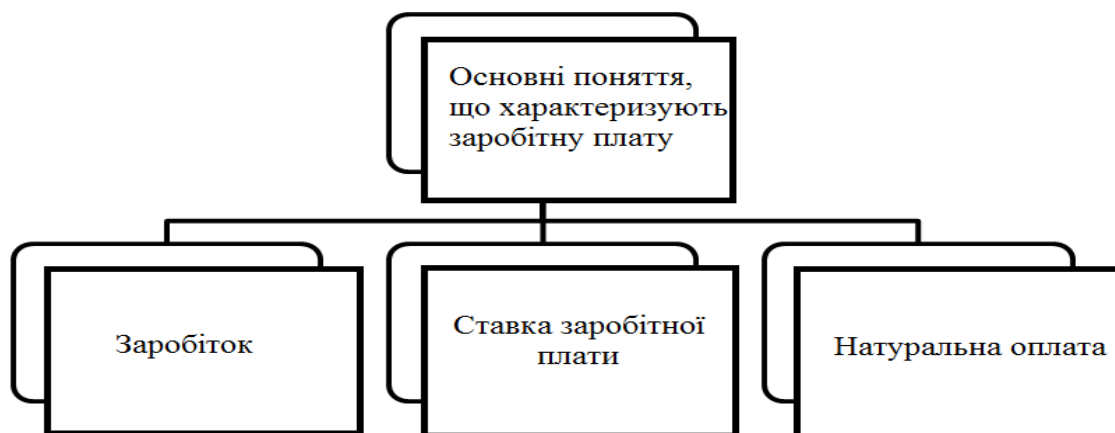 Основні поняття,
що характеризують
заробітну плату
Заробіток
Ставка заробітної
плати
Натуральна оплата